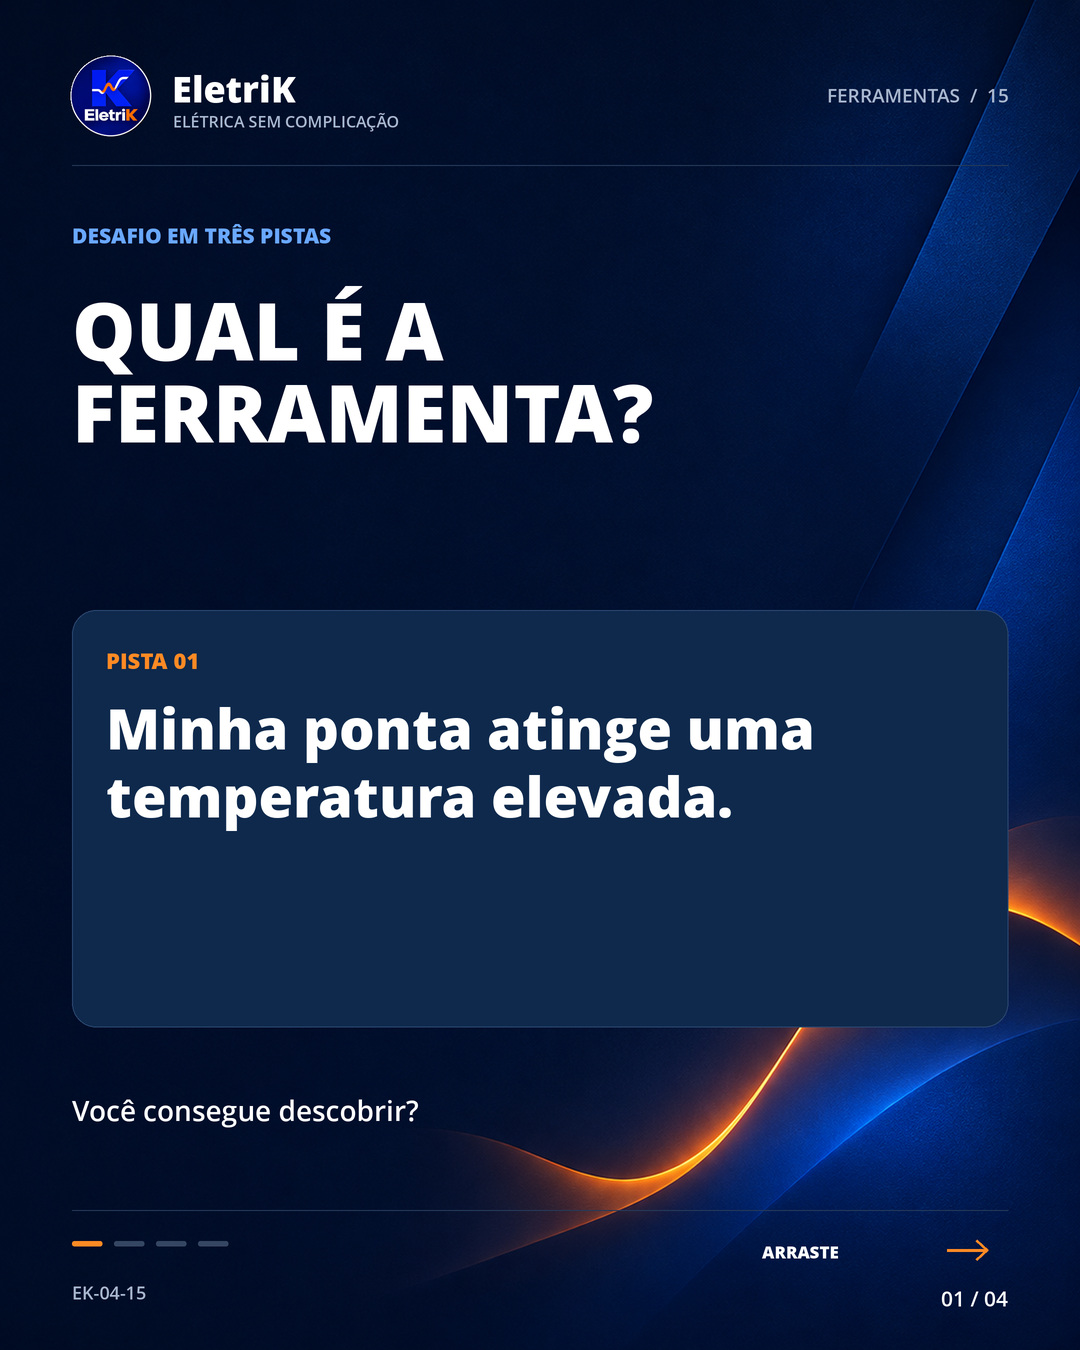 EletriK
EletriK
ELÉTRICA SEM COMPLICAÇÃO
FERRAMENTAS / 15
DESAFIO EM TRÊS PISTAS
QUAL É A
FERRAMENTA?
PISTA 01
Minha ponta atinge uma
temperatura elevada.
Você consegue descobrir?
ARRASTE
EK-04-15
01 / 04